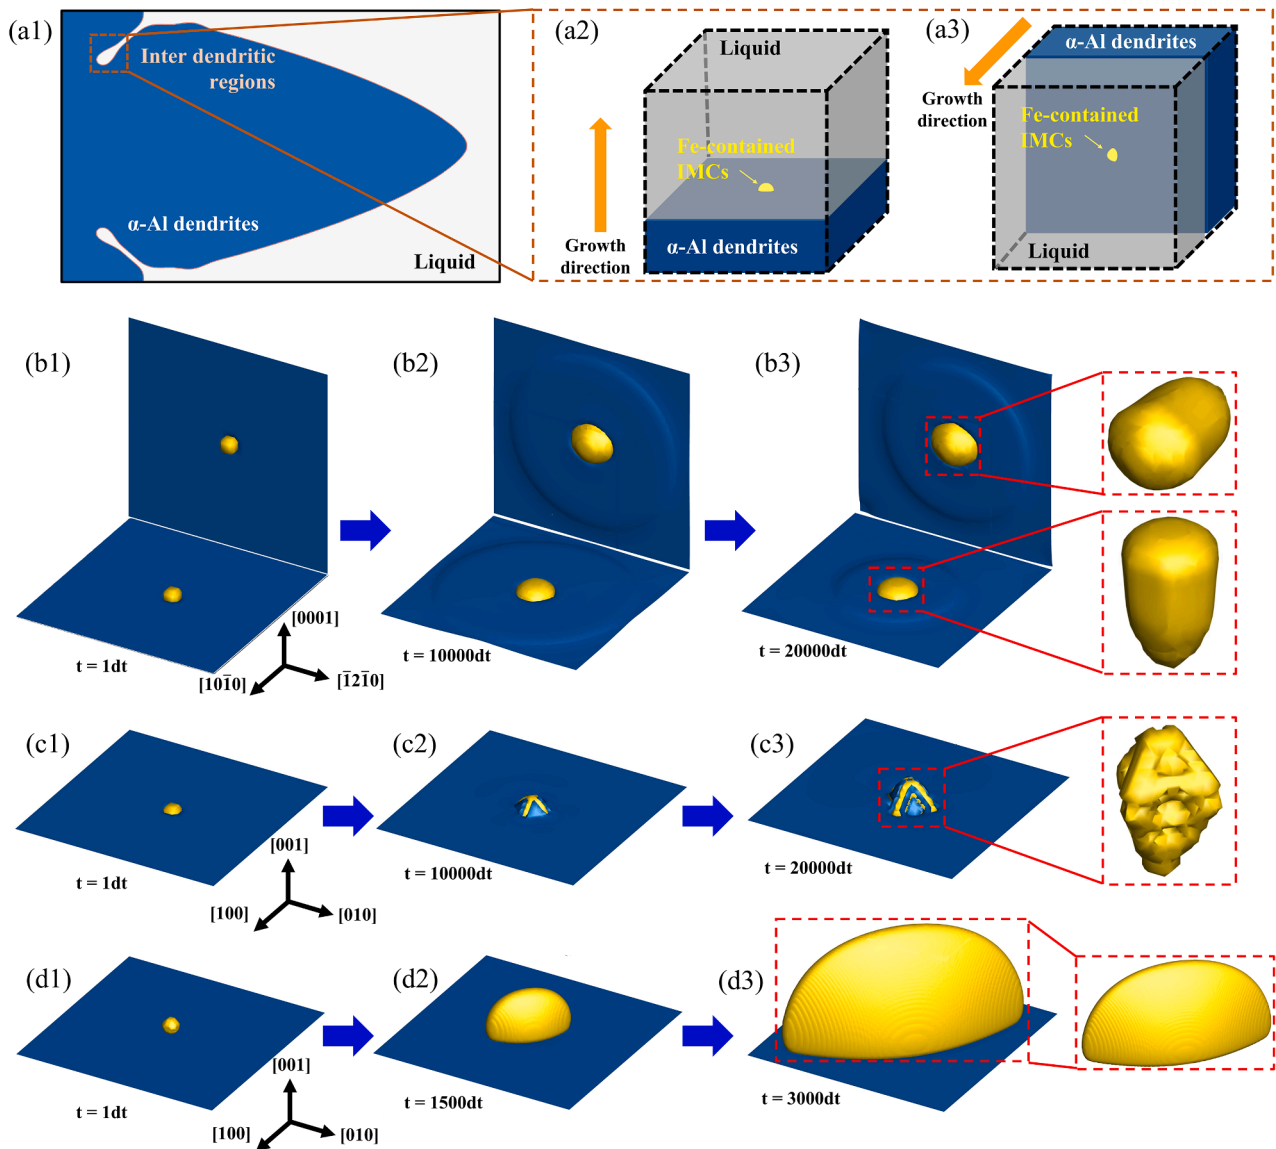 (a1)
Inter dendritic
regions
α-Al dendrites
Liquid
(a2)
Liquid
Fe-contained
IMCs
α-Al dendrites
Growth
direction
(a3)
α-Al dendrites
Growth
direction
Fe-contained
IMCs
Liquid
(b1)
t = 1dt
[0001]
[101̄0]
[1̄21̄0]
(b2)
t = 10000dt
(b3)
t = 20000dt
(c1)
t = 1dt
[001]
[100]
[010]
(c2)
t = 10000dt
(c3)
t = 20000dt
(d1)
t = 1dt
[001]
[100]
[010]
(d2)
t = 1500dt
(d3)
t = 3000dt